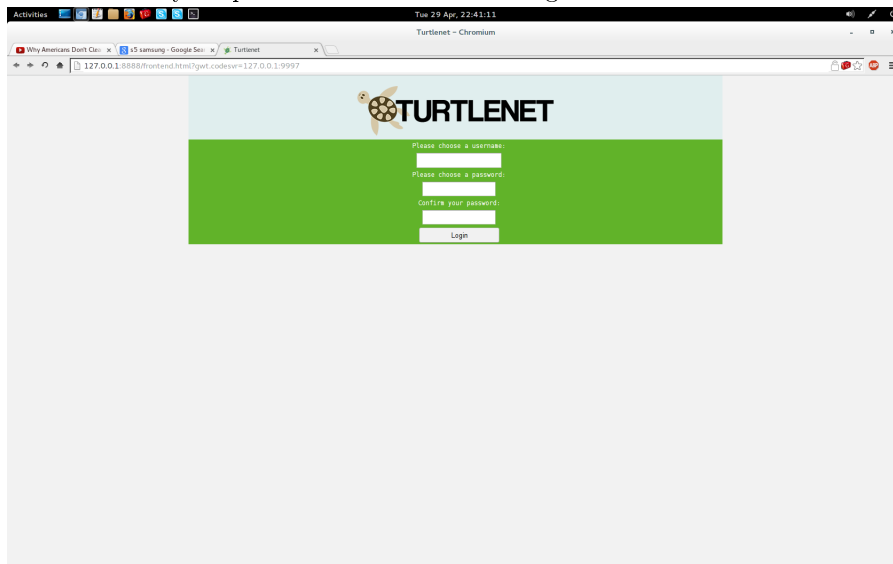 Activities
Tue 29 Apr, 22:41:11
Turtlenet – Chromium
Why Americans Don't Clea
s5 samsung - Google Sea
Turtlenet
127.0.0.1:8888/frontend.html?gwt.codesvr=127.0.0.1:9997
TURTLENET
Please choose a username:
Please choose a password:
Confirm your password:
Login